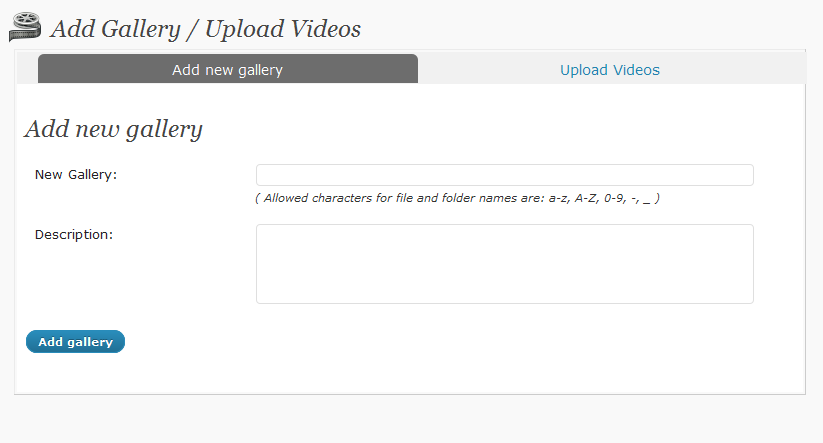 Add Gallery / Upload Videos
Add new gallery
Upload Videos
Add new gallery
New Gallery:
( Allowed characters for file and folder names are: a-z, A-Z, 0-9, -, _ )
Description:
Add gallery